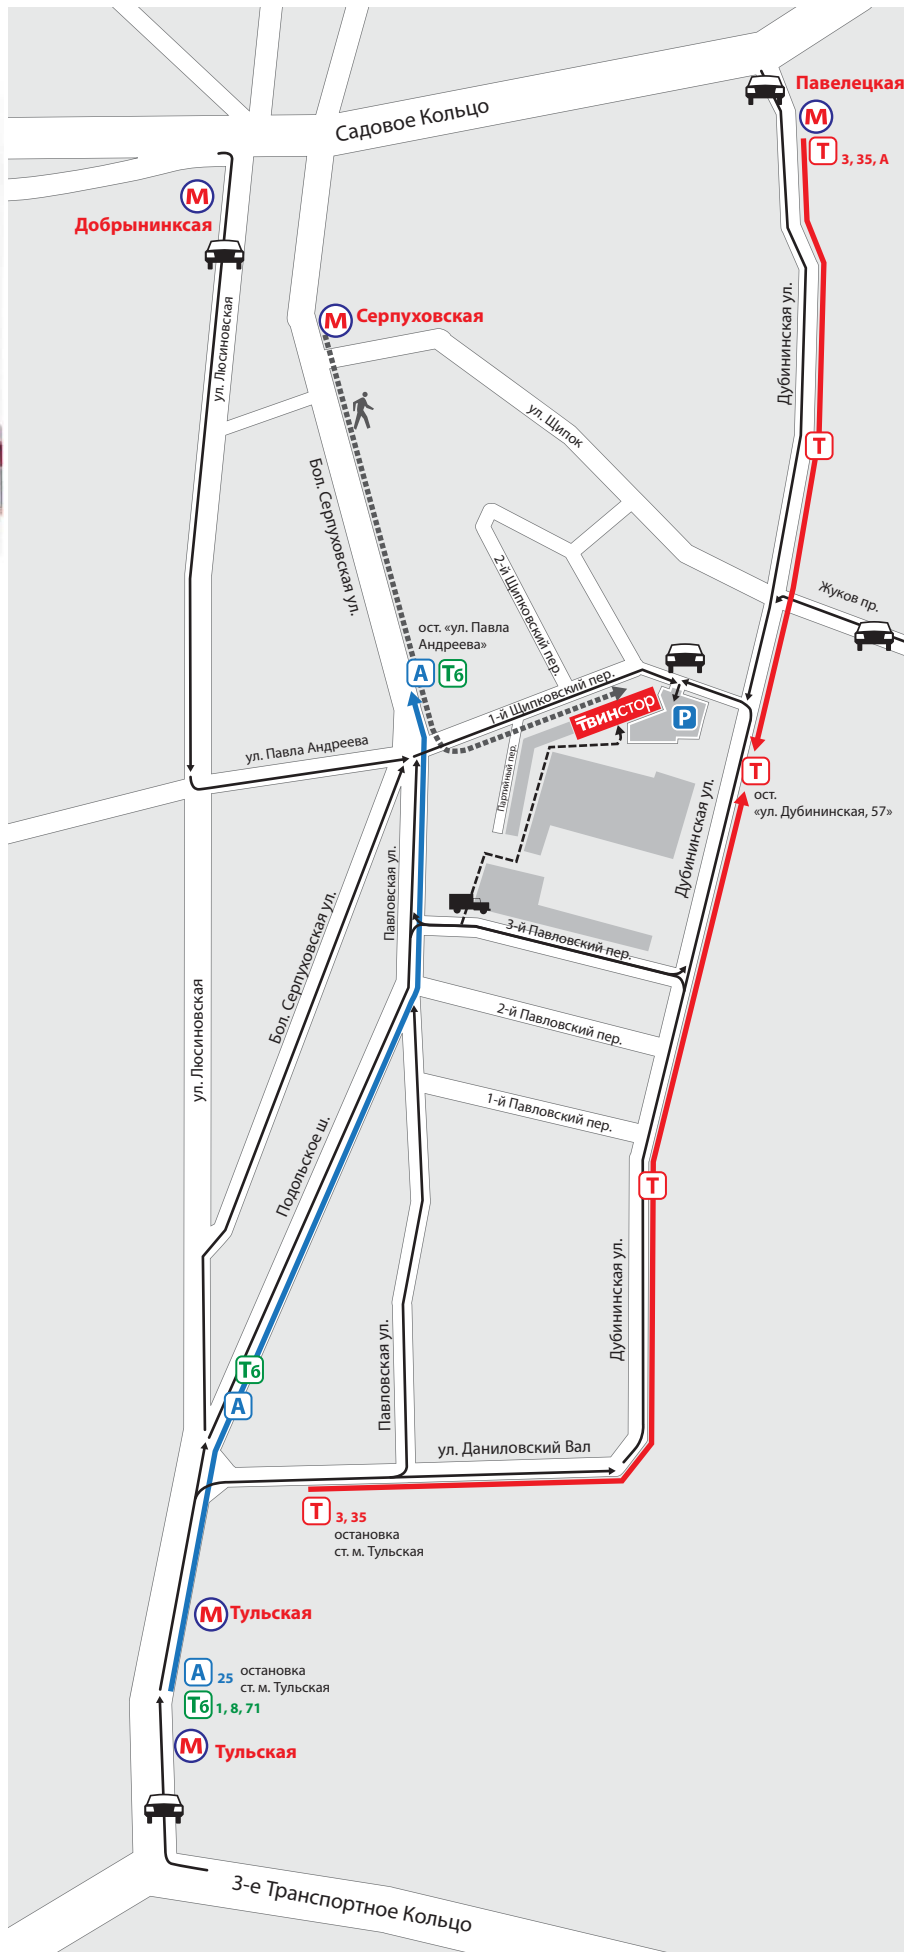 Садовое Кольцо
Павелецкая
М
Т 3, 35, А
М
Добрынинксая
М Серпуховская
ул. Люсиновская
Дубининская ул.
ул. Щипок
Т
Бол. Серпуховская ул.
2-й Щипковский пер.
Жуков пр.
ост. «ул. Павла
Андреева»
А Тб
1-й Щипковский пер.
ТВИНСТОР
Р
ул. Павла Андреева
Партийный пер.
Т
ост.
«ул. Дубининская, 57»
Дубининская ул.
Павловская ул.
Бол. Серпуховская ул.
3-й Павловский пер.
ул. Люсиновская
2-й Павловский пер.
1-й Павловский пер.
Подольское ш.
Т
Дубининская ул.
Павловская ул.
Тб
А
ул. Даниловский Вал
Т 3, 35
остановка
ст. м. Тульская
М Тульская
А 25 остановка
ст. м. Тульская
Тб 1, 8, 71
М Тульская
3-е Транспортное Кольцо